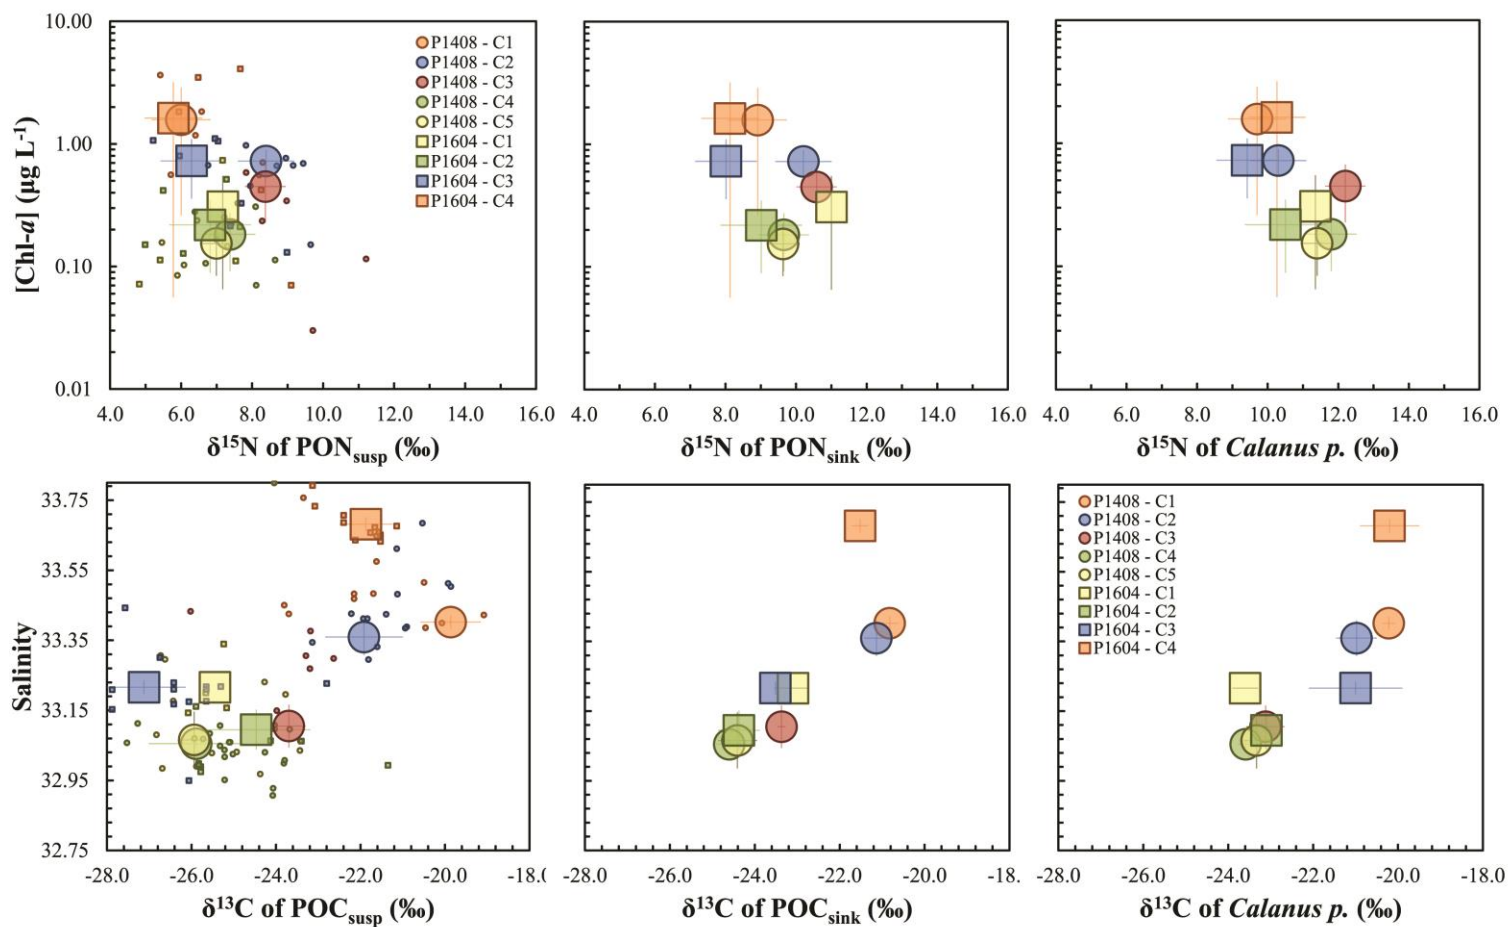 10.00
1.00
0.10
0.01
[Chl-a] (µg L-1)
P1408 - C1
P1408 - C2
P1408 - C3
P1408 - C4
P1408 - C5
P1604 - C1
P1604 - C2
P1604 - C3
P1604 - C4
4.0 6.0 8.0 10.0 12.0 14.0 16.0
δ15N of PONsusp (‰)
4.0 6.0 8.0 10.0 12.0 14.0 16.0
δ15N of PONsink (‰)
4.0 6.0 8.0 10.0 12.0 14.0 16.0
δ15N of Calanus p. (‰)
33.75
33.55
33.35
33.15
32.95
32.75
Salinity
-28.0 -26.0 -24.0 -22.0 -20.0 -18.(
δ13C of POCsusp (‰)
-28.0 -26.0 -24.0 -22.0 -20.0 -18.
δ13C of POCsink (‰)
P1408 - C1
P1408 - C2
P1408 - C3
P1408 - C4
P1408 - C5
P1604 - C1
P1604 - C2
P1604 - C3
P1604 - C4
-28.0 -26.0 -24.0 -22.0 -20.0 -18.0
δ13C of Calanus p. (‰)